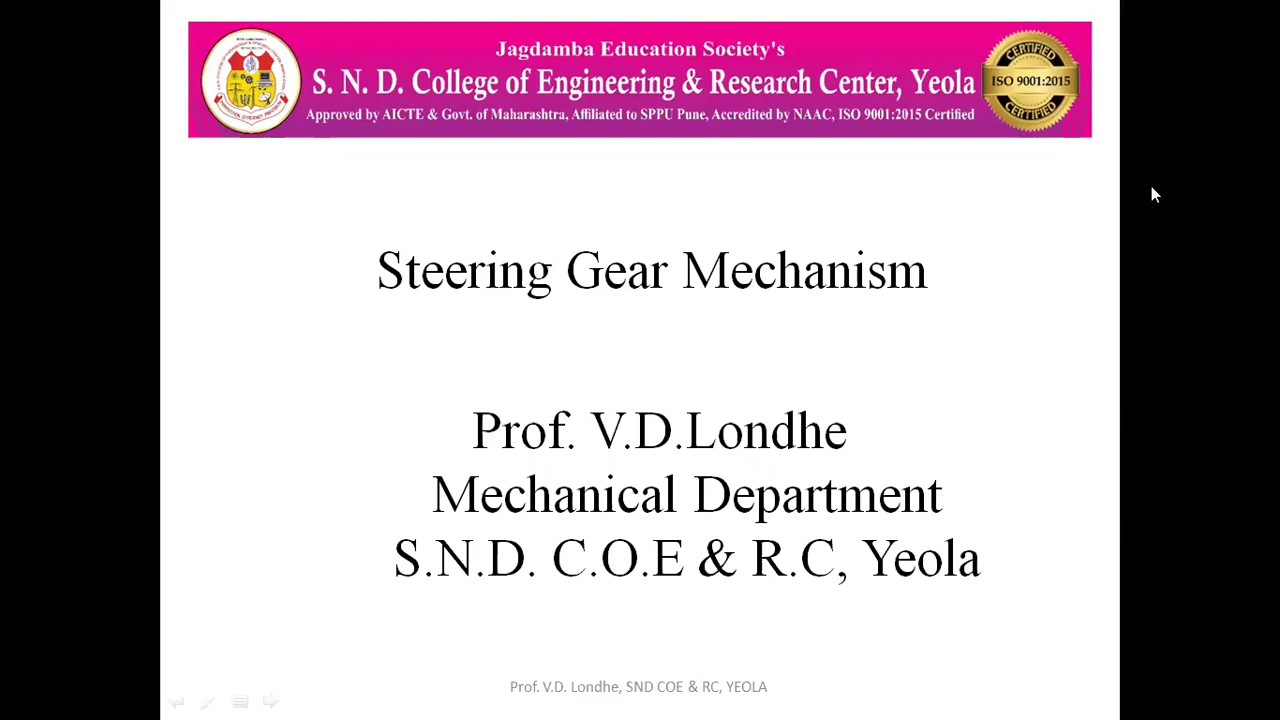 Jagdamba Education Society's
S. N. D. College of Engineering & Research Center, Yeola
Approved by AICTE & Govt. of Maharashtra, Affiliated to SPPU Pune, Accredited by NAAC, ISO 9001:2015 Certified
CERTIFIED
ISO 9001:2015
CERTIFIED
Steering Gear Mechanism
Prof. V.D.Londhe
Mechanical Department
S.N.D. C.O.E & R.C, Yeola
Prof. V.D. Londhe, SND COE & RC, YEOLA